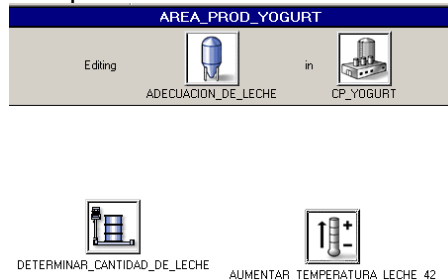 AREA_PROD_YOGURT
Editing
in
ADECUACION_DE_LECHE
CP_YOGURT
DETERMINAR_CANTIDAD_DE_LECHE
AUMENTAR_TEMPERATURA_LECHE_42